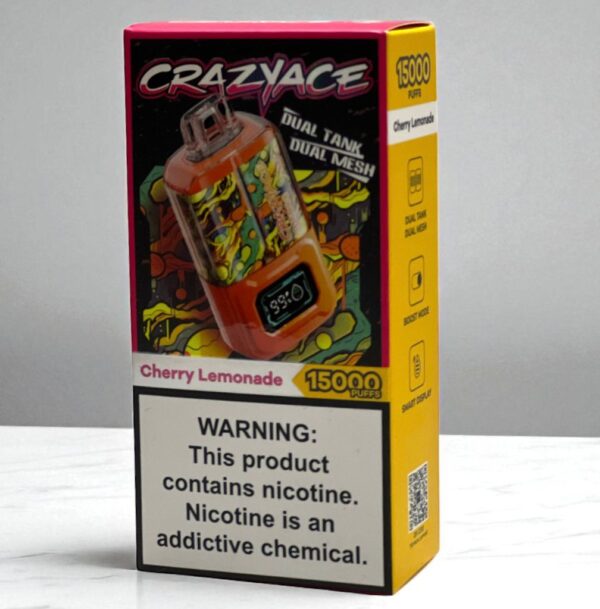 CRAZYACE
DUAL TANK
DUAL MESH
Cherry Lemonade
15000
PUFFS
WARNING:
This product
contains nicotine.
Nicotine is an
addictive chemical.
15000
PUFFS
Cherry Lemonade
DUAL TANK
DUAL MESH
BOOST MODE
SMART DISPLAY